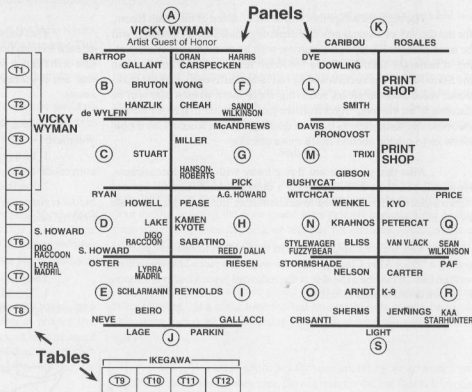 Panels
A
VICKY WYMAN
Artist Guest of Honor
K
BARTROP
LORAN
HARRIS
GALLANT
CARSPECKEN
CARIBOU
ROSALES
DYE
DOWLING
T1
B
BRUTON
WONG
F
L
PRINT
SHOP
T2
HANZLIK
CHEAH
SANDI
WILKINSON
SMITH
de WYLFIN
VICKY
WYMAN
McANDREWS
DAVIS
PRONOVOST
T3
MILLER
C
STUART
G
M
TRIXI
PRINT
SHOP
T4
HANSON-
ROBERTS
GIBSON
PICK
BUSHYCAT
RYAN
A.G. HOWARD
WITCHCAT
PRICE
T5
HOWELL
PEASE
WENKEL
KYO
S. HOWARD
D
LAKE
KAMEN
KYOTE
H
N
KRAHNOS
PETERCAT
Q
T6
DIGO
RACCOON
DIGO
RACCOON
SABATINO
STYLEWAGER
FUZZYBEAR
BLISS
VAN VLACK
SEAN
WILKINSON
S. HOWARD
REED / DALIA
LYRRA
MADRIL
OSTER
RIESEN
STORMSHADE
PAF
T7
LYRRA
MADRIL
NELSON
CARTER
E
SCHLARMANN
REYNOLDS
I
O
ARNDT
K-9
R
T8
BEIRO
SHERMS
JENNINGS
KAA
STARHUNTER
NEVE
GALLACCI
CRISANTI
LAGE
J
PARKIN
LIGHT
S
Tables
IKEGAWA
T9
T10
T11
T12